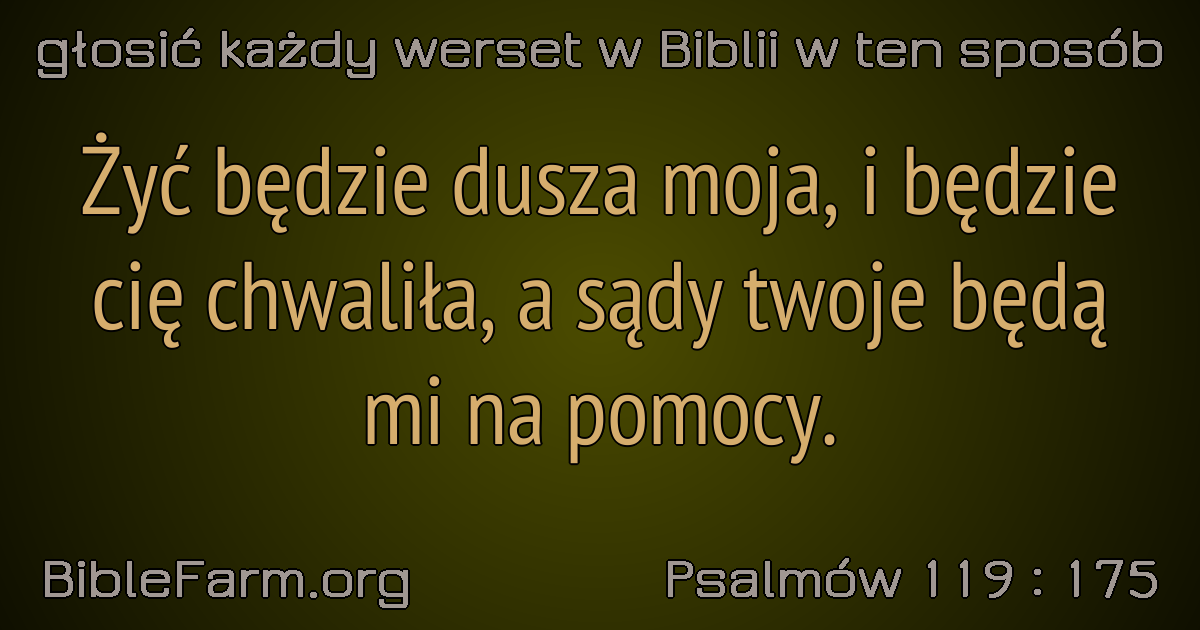 głosić każdy werset w Biblii w ten sposób
Żyć będzie dusza moja, i będzie
cię chwaliła, a sądy twoje będą
mi na pomocy.
BibleFarm.org
Psalmów 119 : 175